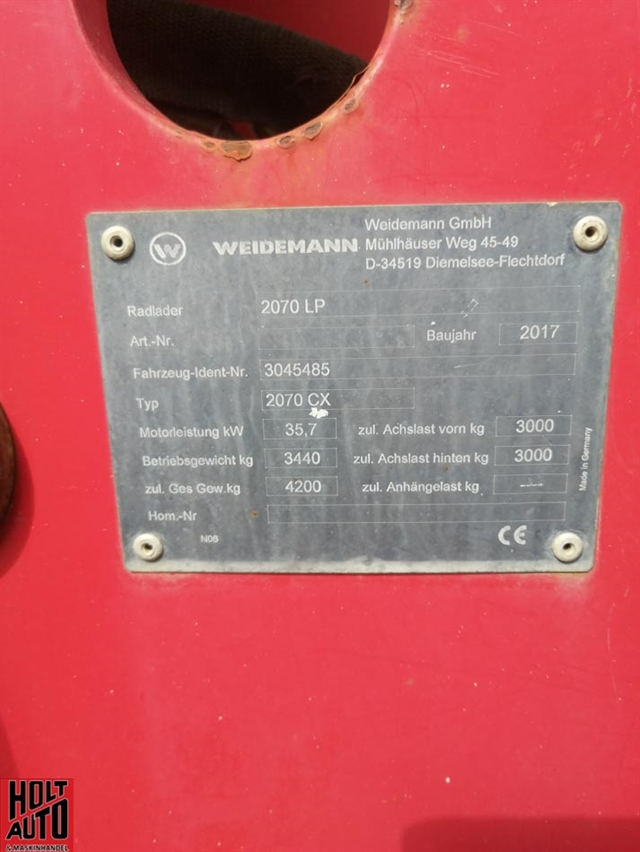 Weidemann GmbH
Mühlhäuser Weg 45-49
D-34519 Diemelsee-Flechtdorf
W WEIDEMANN
Radlader 2070 LP
Art.-Nr. Baujahr 2017
Fahrzeug-Ident-Nr. 3045485
Typ 2070 CX
Motorleistung kW 35,7 zul. Achslast vorn kg 3000
Betriebsgewicht kg 3440 zul. Achslast hinten kg 3000
zul. Ges Gew.kg 4200 zul. Anhängelast kg ----
Hom.-Nr
N06 CE
Made in Germany
HOLT
AUTO
& MASKINHANDEL